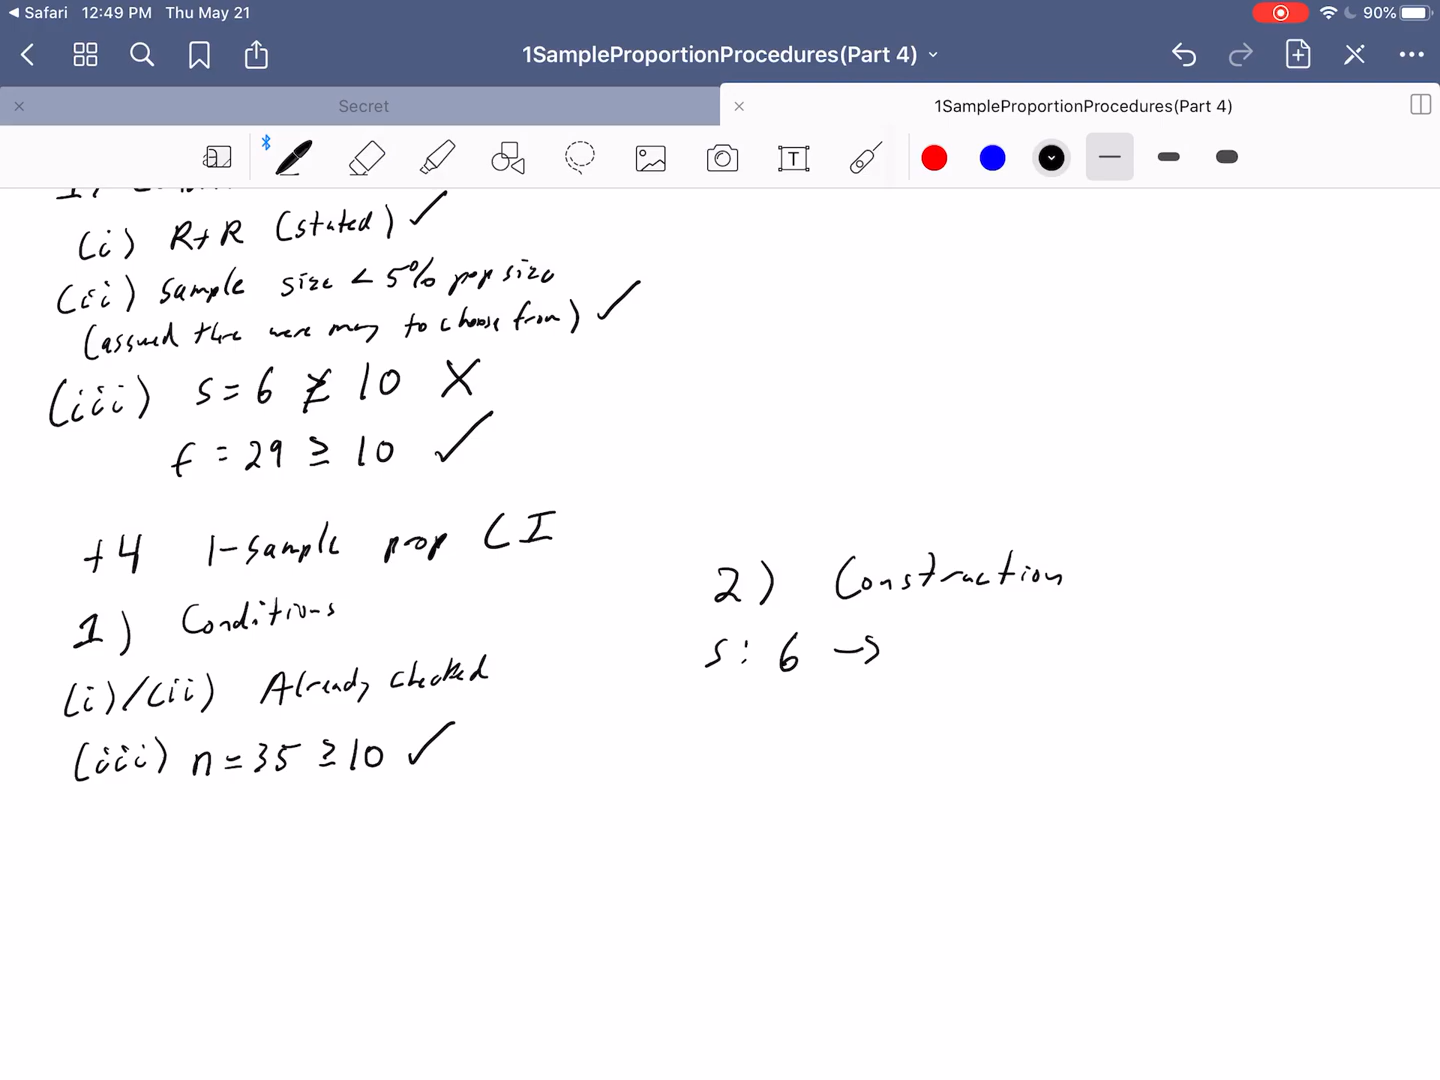 Safari 12:49 PM Thu May 21 90%
1SampleProportionProcedures(Part 4)
Secret
1SampleProportionProcedures(Part 4)
(i) R+R (stated) ✓
(ii) Sample size < 5% pop size
(assumed there were many to choose from) ✓
(iii) s = 6 ≱ 10 X
f = 29 ≥ 10 ✓
+4 1-sample prop CI
1) Conditions
(i)/(ii) Already checked
(iii) n = 35 ≥ 10 ✓
2) Construction
s: 6 →